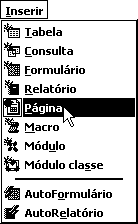 Inserir
Tabela
Consulta
Formulário
Relatório
Página
Macro
Módulo
Módulo classe
AutoFormulário
AutoRelatório